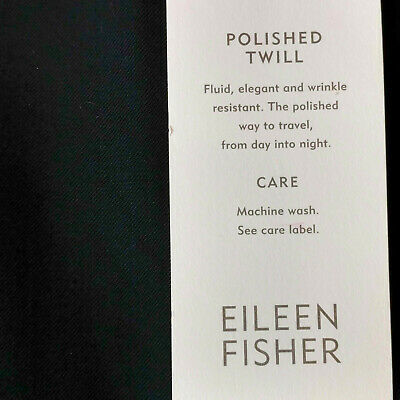 POLISHED
TWILL
Fluid, elegant and wrinkle
resistant. The polished
way to travel,
from day into night.
CARE
Machine wash.
See care label.
EILEEN
FISHER